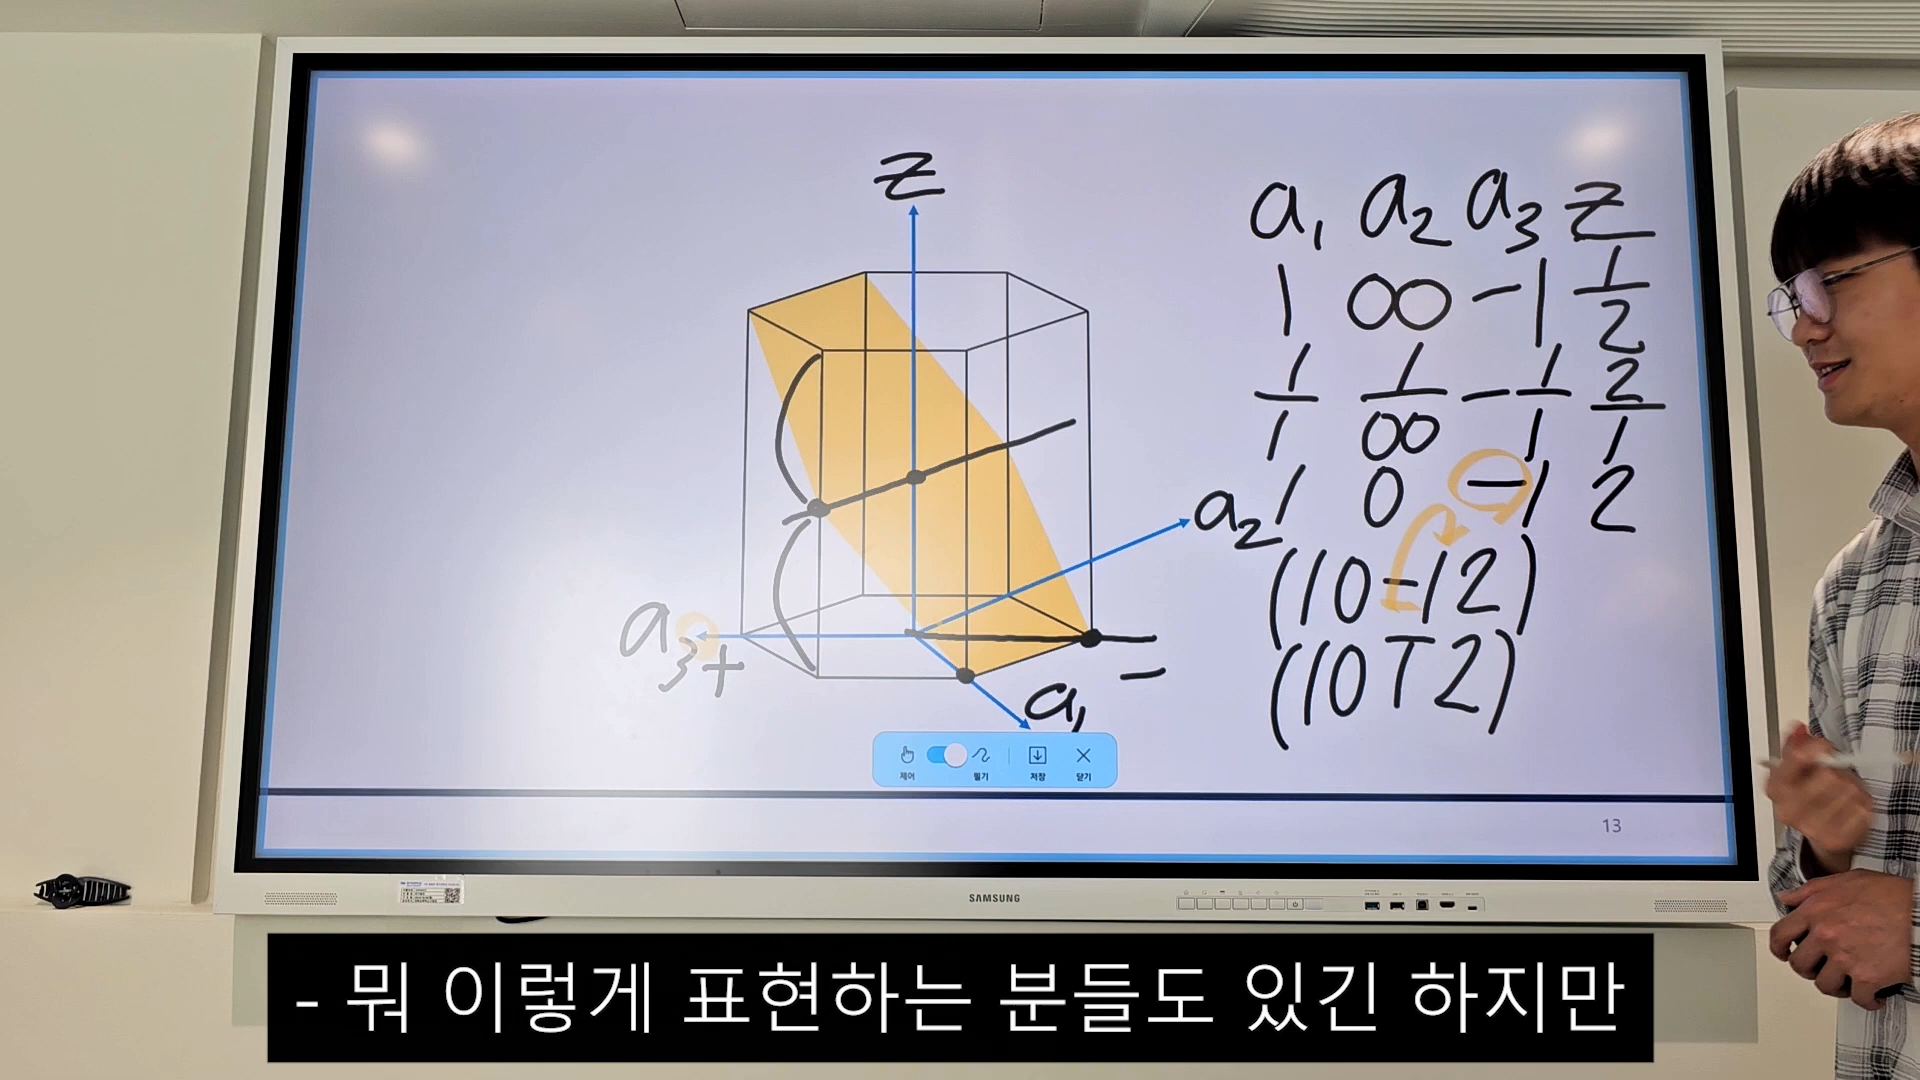 z
a₁ a₂ a₃ z
1 ∞ -1 1/2
1/1 1/∞ -1/1 2/1
1 0 -1 2
(10-12)
(10T2)
a₂
a₃+
a₁ -
제어 필기 저장 닫기
13
SAMSUNG
- 뭐 이렇게 표현하는 분들도 있긴 하지만